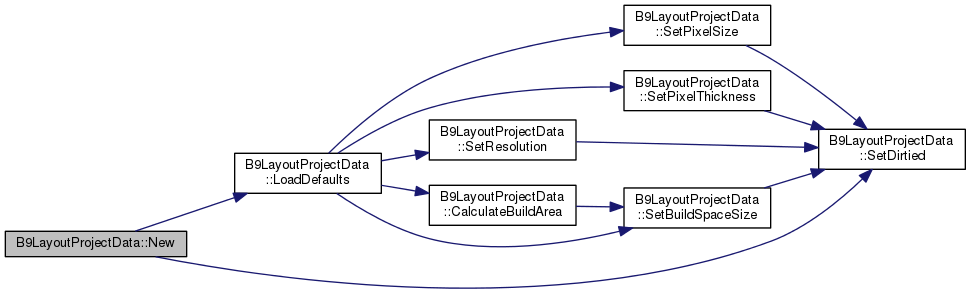 B9LayoutProjectData
::SetPixelSize
B9LayoutProjectData
::SetPixelThickness
B9LayoutProjectData
::SetResolution
B9LayoutProjectData
::SetDirtied
B9LayoutProjectData
::LoadDefaults
B9LayoutProjectData
::CalculateBuildArea
B9LayoutProjectData
::SetBuildSpaceSize
B9LayoutProjectData::New